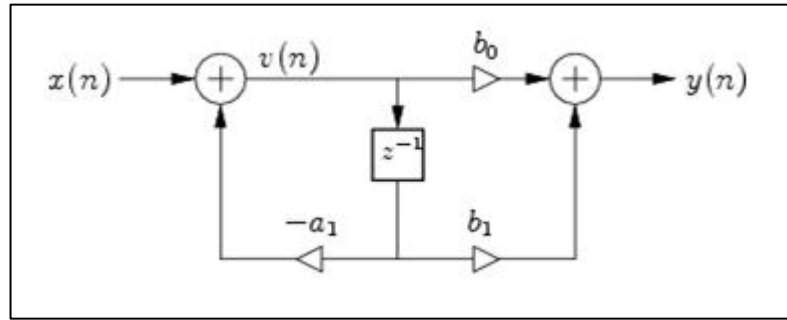 b₀
x(n) + v(n) + y(n)
z⁻¹
−a₁ b₁